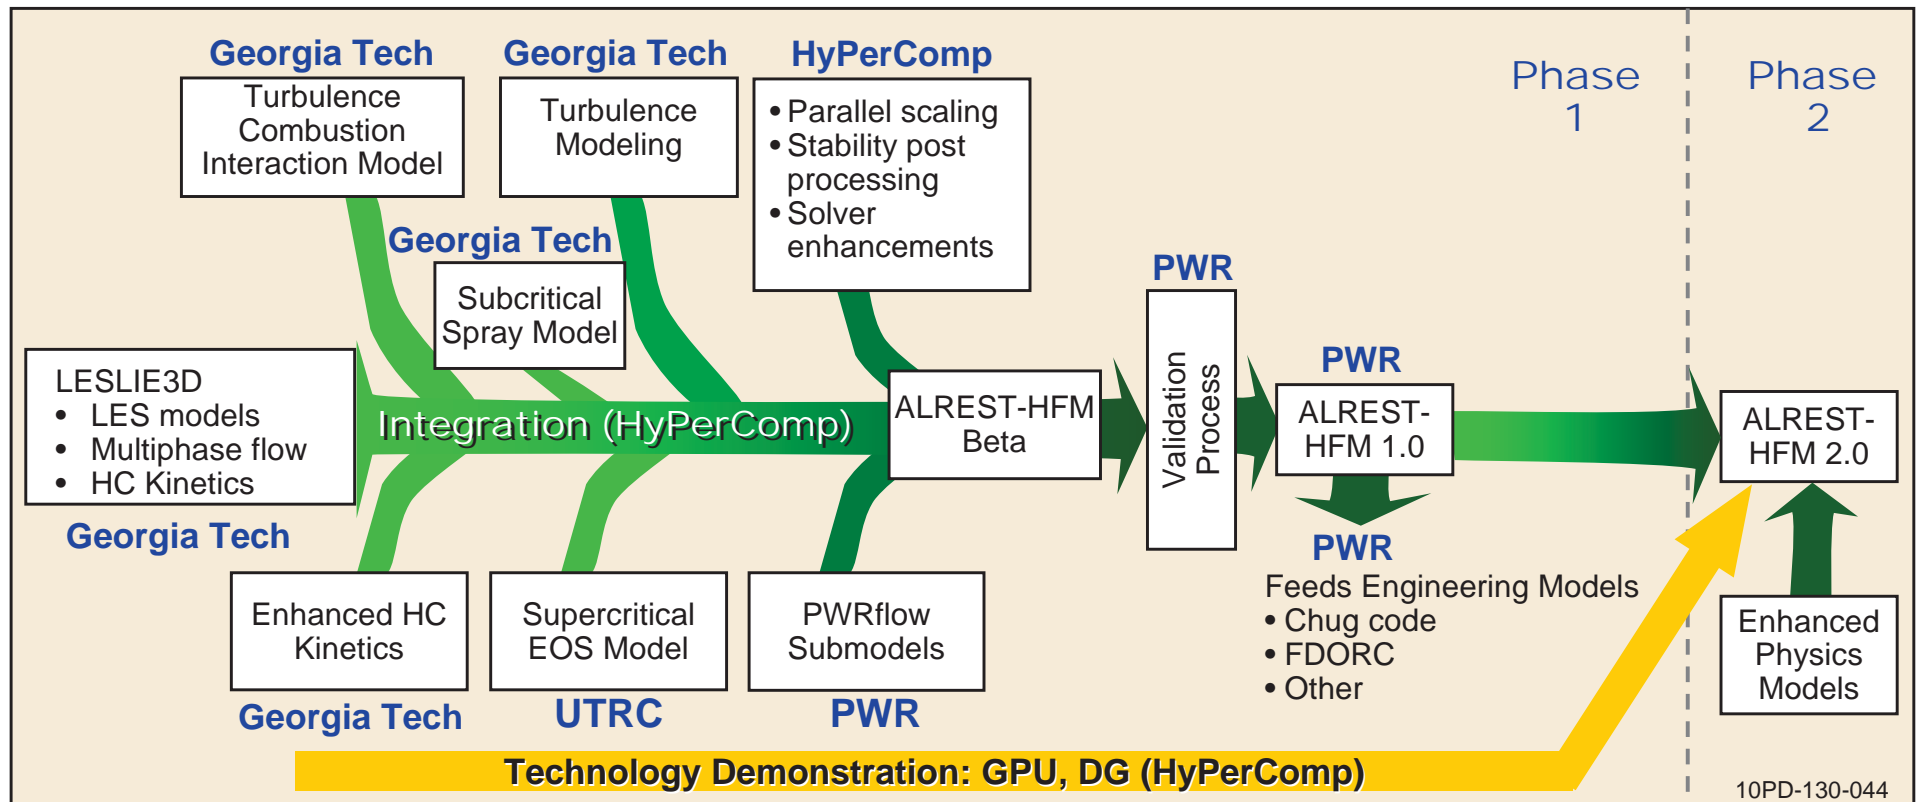 Georgia Tech
Turbulence
Combustion
Interaction Model
Georgia Tech
Turbulence
Modeling
HyPerComp
• Parallel scaling
• Stability post
processing
• Solver
enhancements
Phase
1
Phase
2
Georgia Tech
Subcritical
Spray Model
LESLIE3D
• LES models
• Multiphase flow
• HC Kinetics
Georgia Tech
Integration (HyPerComp)
ALREST-HFM
Beta
PWR
Validation
Process
PWR
ALREST-
HFM 1.0
ALREST-
HFM 2.0
PWR
Feeds Engineering Models
• Chug code
• FDORC
• Other
Enhanced HC
Kinetics
Georgia Tech
Supercritical
EOS Model
UTRC
PWRflow
Submodels
PWR
Enhanced
Physics
Models
Technology Demonstration: GPU, DG (HyPerComp)
10PD-130-044